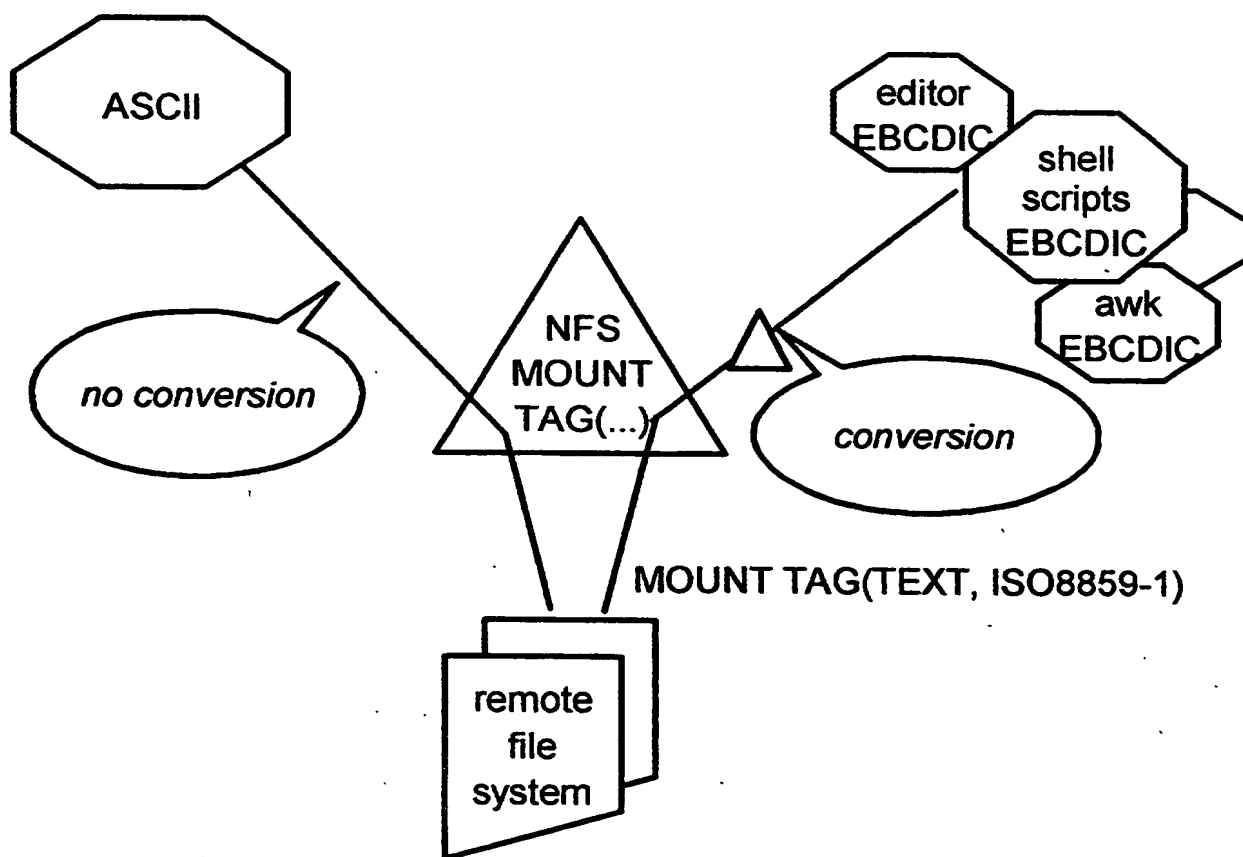 ASCII
editor
EBCDIC
shell
scripts
EBCDIC
awk
EBCDIC
NFS
MOUNT
TAG(...)
no conversion
conversion
MOUNT TAG(TEXT, ISO8859-1)
remote
file
system